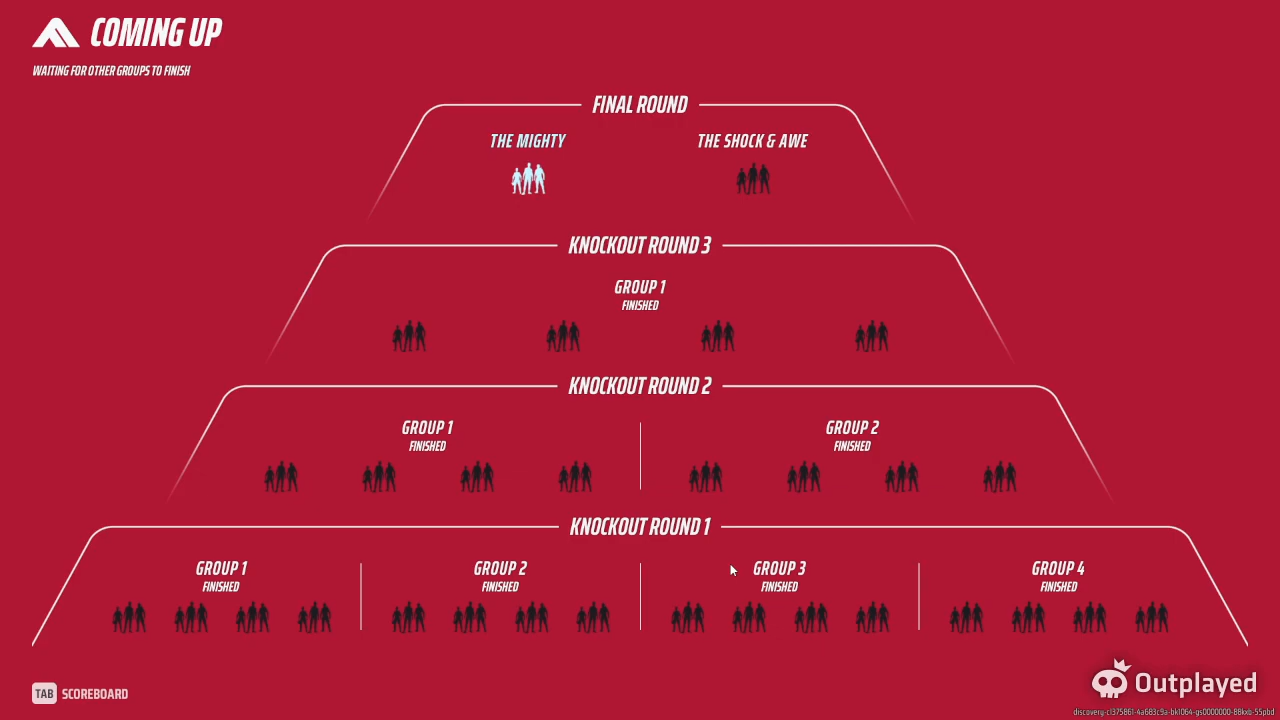 COMING UP
WAITING FOR OTHER GROUPS TO FINISH
FINAL ROUND
THE MIGHTY
THE SHOCK & AWE
KNOCKOUT ROUND 3
GROUP 1
FINISHED
KNOCKOUT ROUND 2
GROUP 1
FINISHED
GROUP 2
FINISHED
KNOCKOUT ROUND 1
GROUP 1
FINISHED
GROUP 2
FINISHED
GROUP 3
FINISHED
GROUP 4
FINISHED
TAB SCOREBOARD
Outplayed